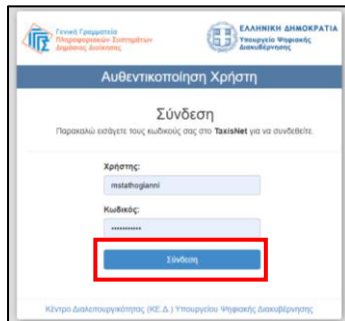 Γενική Γραμματεία
Πληροφοριακών Συστημάτων
Δημόσιας Διοίκησης
ΕΛΛΗΝΙΚΗ ΔΗΜΟΚΡΑΤΙΑ
Υπουργείο Ψηφιακής
Διακυβέρνησης
Αυθεντικοποίηση Χρήστη
Σύνδεση
Παρακαλώ εισάγετε τους κωδικούς σας στο TaxisNet για να συνδεθείτε.
Χρήστης:
mstathogianni
Κωδικός:
•••••••••••
Σύνδεση
Κέντρο Διαλειτουργικότητας (ΚΕ.Δ.) Υπουργείου Ψηφιακής Διακυβέρνησης